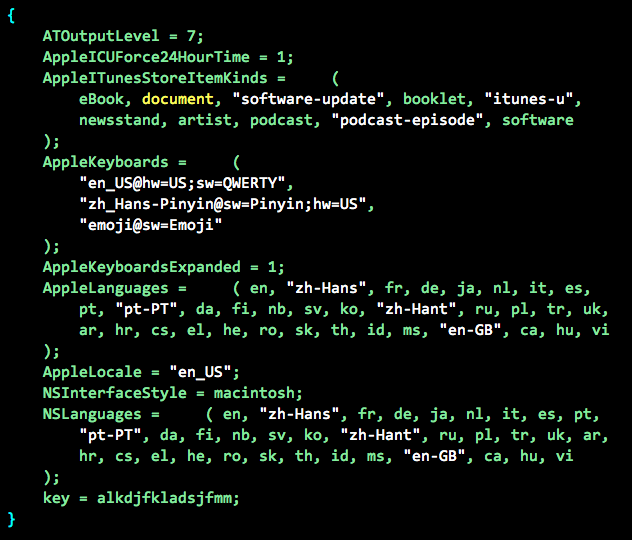 {
    ATOutputLevel = 7;
    AppleICUForce24HourTime = 1;
    AppleITunesStoreItemKinds =     (
        eBook, document, "software-update", booklet, "itunes-u",
        newsstand, artist, podcast, "podcast-episode", software
    );
    AppleKeyboards =     (
        "en_US@hw=US;sw=QWERTY",
        "zh_Hans-Pinyin@sw=Pinyin;hw=US",
        "emoji@sw=Emoji"
    );
    AppleKeyboardsExpanded = 1;
    AppleLanguages =     ( en, "zh-Hans", fr, de, ja, nl, it, es,
        pt, "pt-PT", da, fi, nb, sv, ko, "zh-Hant", ru, pl, tr, uk,
        ar, hr, cs, el, he, ro, sk, th, id, ms, "en-GB", ca, hu, vi
    );
    AppleLocale = "en_US";
    NSInterfaceStyle = macintosh;
    NSLanguages =     ( en, "zh-Hans", fr, de, ja, nl, it, es, pt,
        "pt-PT", da, fi, nb, sv, ko, "zh-Hant", ru, pl, tr, uk, ar,
        hr, cs, el, he, ro, sk, th, id, ms, "en-GB", ca, hu, vi
    );
    key = alkdjfkladsjfmm;
}